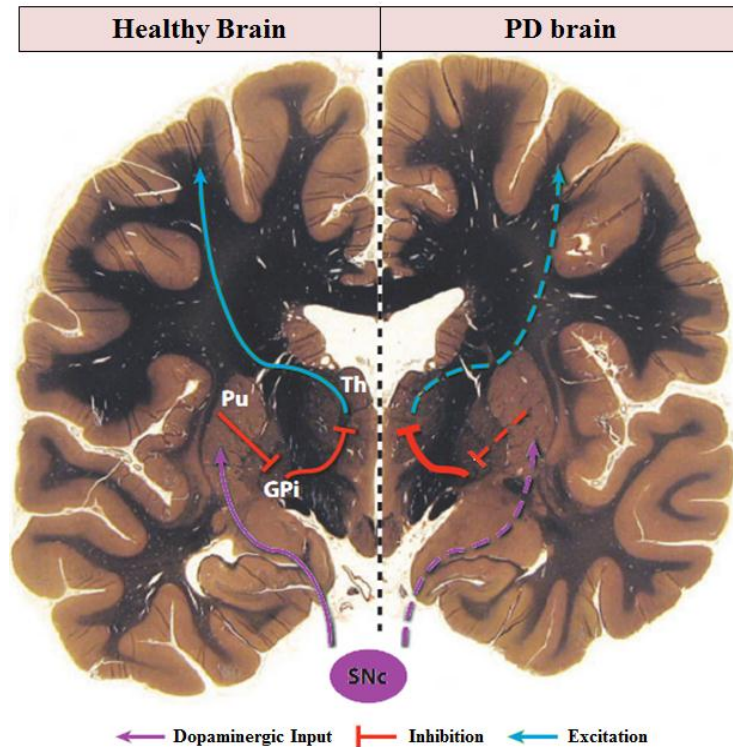 Healthy Brain
PD brain
Th
Pu
GPi
SNc
Dopaminergic Input
Inhibition
Excitation